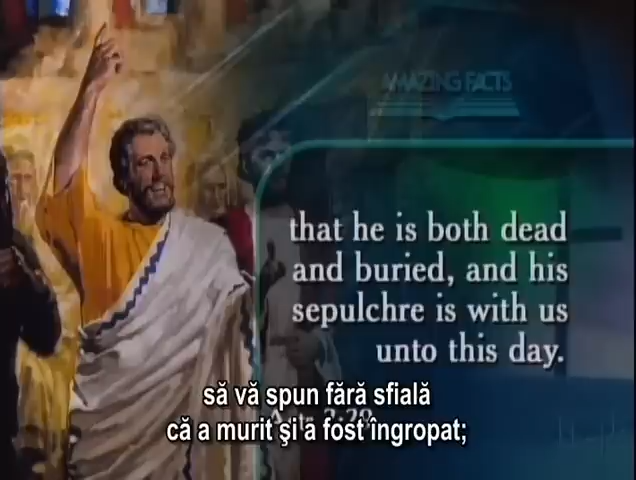 AMAZING FACTS
that he is both dead
and buried, and his
sepulchre is with us
unto this day.
să vă spun fără sfială
că a murit şi a fost îngropat;